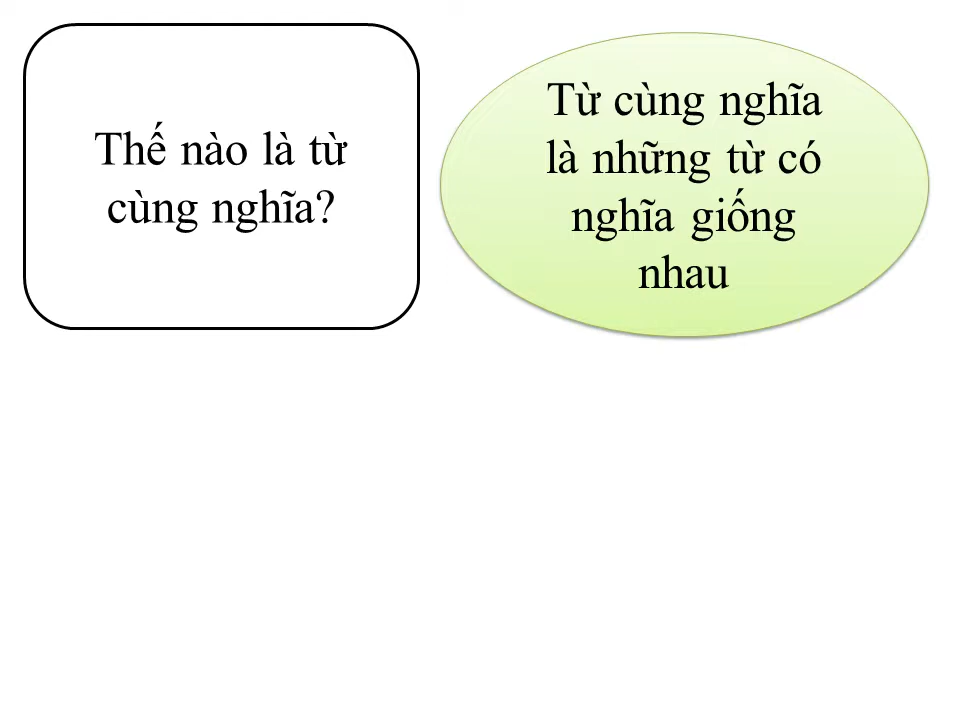 Thế nào là từ
cùng nghĩa?
Từ cùng nghĩa
là những từ có
nghĩa giống
nhau